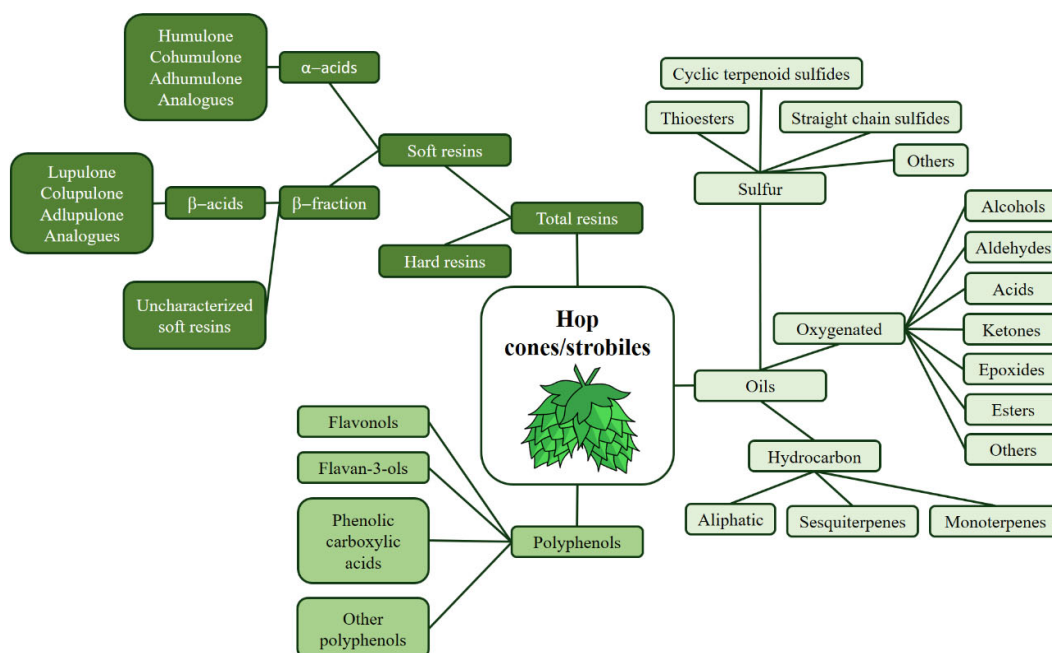 Humulone
Cohumulone
Adhumulone
Analogues
α–acids
Lupulone
Colupulone
Adlupulone
Analogues
β–acids
β–fraction
Uncharacterized
soft resins
Soft resins
Hard resins
Total resins
Hop
cones/strobiles
Cyclic terpenoid sulfides
Thioesters
Straight chain sulfides
Others
Sulfur
Oils
Oxygenated
Alcohols
Aldehydes
Acids
Ketones
Epoxides
Esters
Others
Hydrocarbon
Aliphatic
Sesquiterpenes
Monoterpenes
Polyphenols
Flavonols
Flavan-3-ols
Phenolic
carboxylic
acids
Other
polyphenols